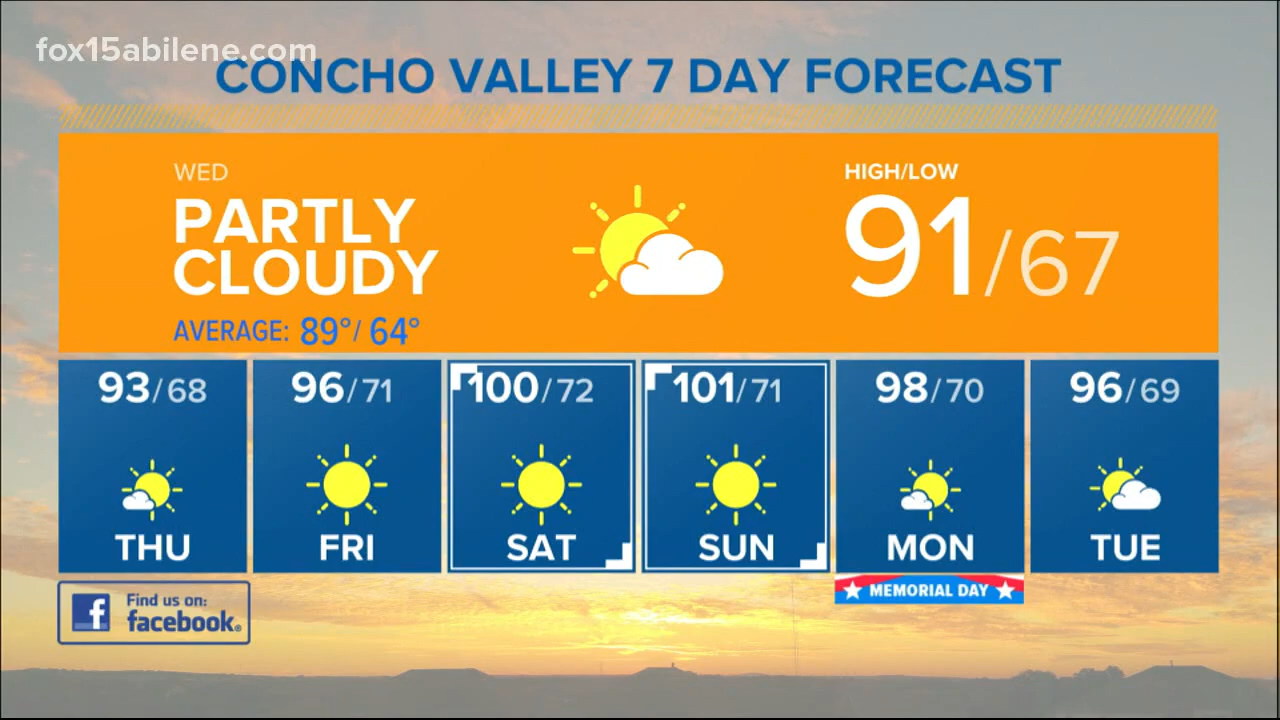 fox15abilene.com
CONCHO VALLEY 7 DAY FORECAST
WED
PARTLY
CLOUDY
AVERAGE: 89°/ 64°
HIGH/LOW
91/67
93/68
THU
96/71
FRI
100/72
SAT
101/71
SUN
98/70
MON
MEMORIAL DAY
96/69
TUE
f
Find us on:
facebook®